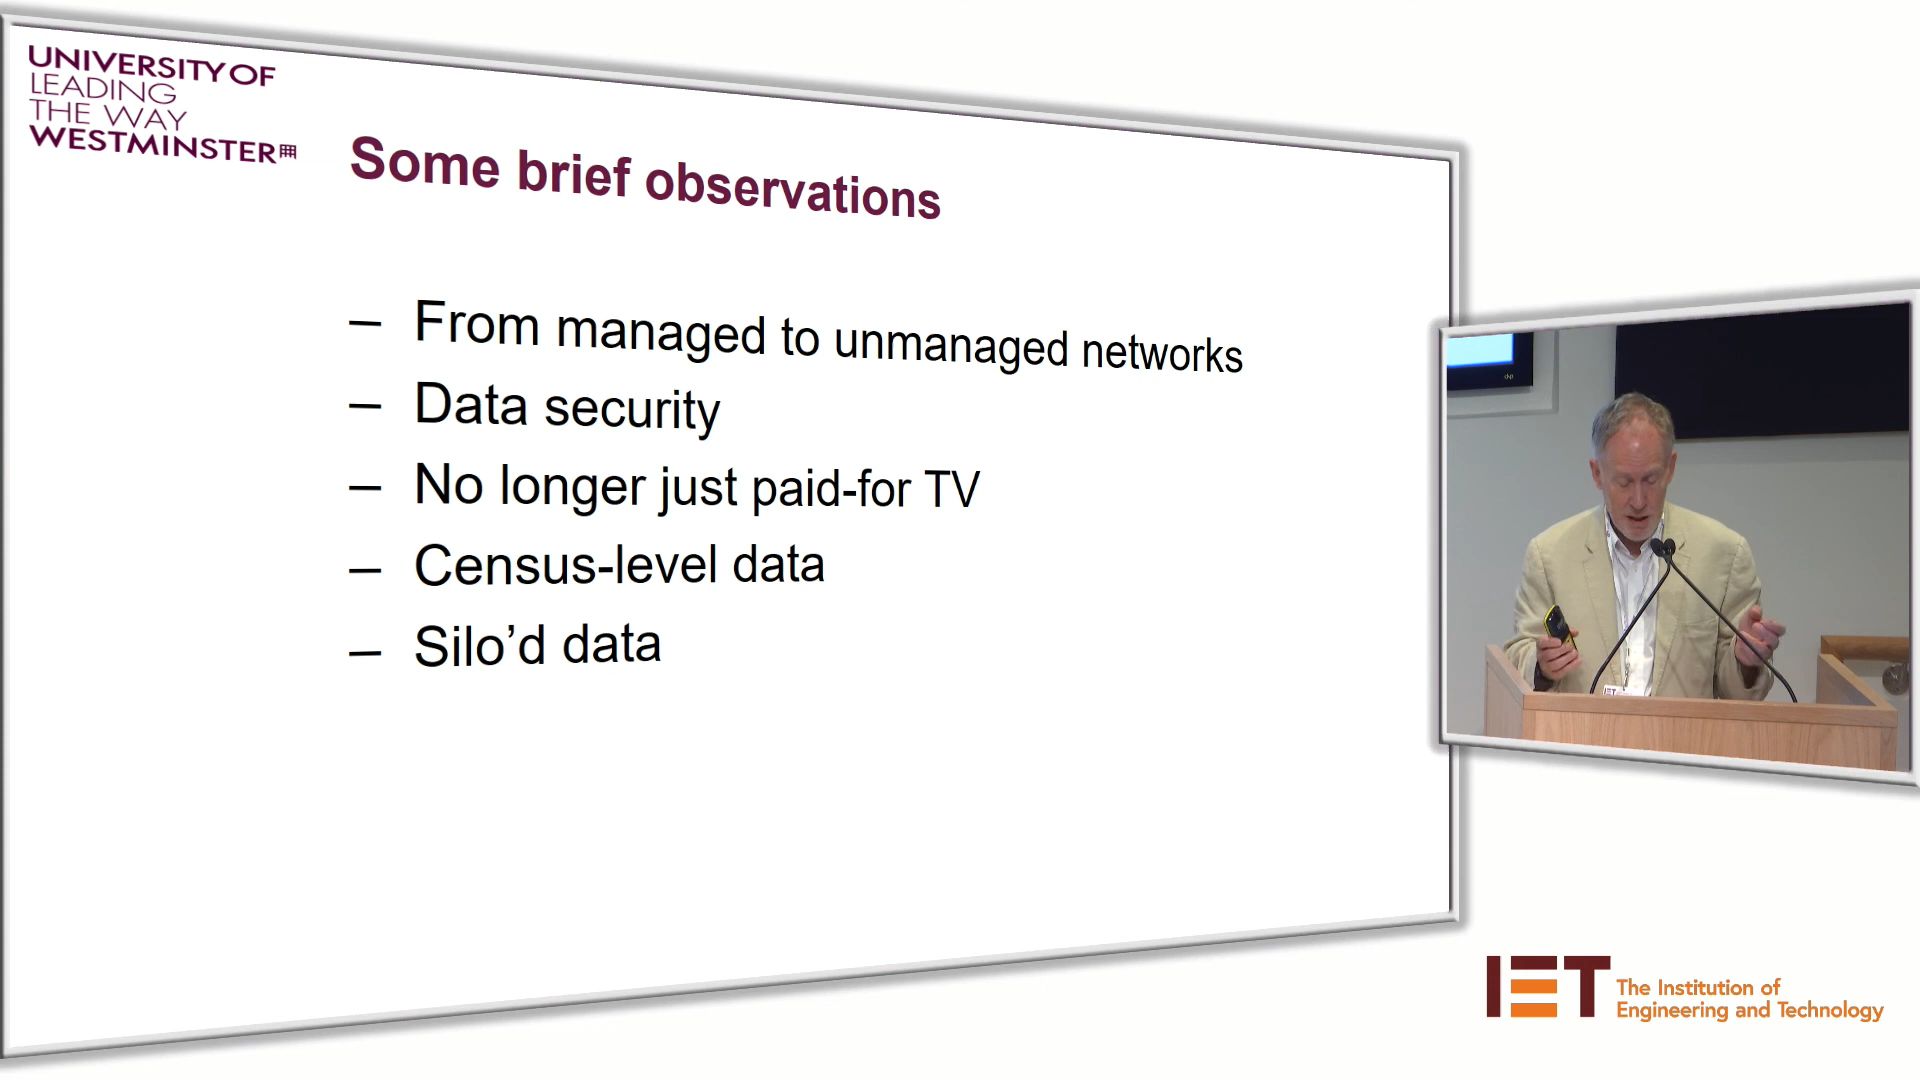 UNIVERSITY OF
LEADING
THE WAY
WESTMINSTER
Some brief observations
– From managed to unmanaged networks
– Data security
– No longer just paid-for TV
– Census-level data
– Silo’d data
IET
The Institution of
Engineering and Technology